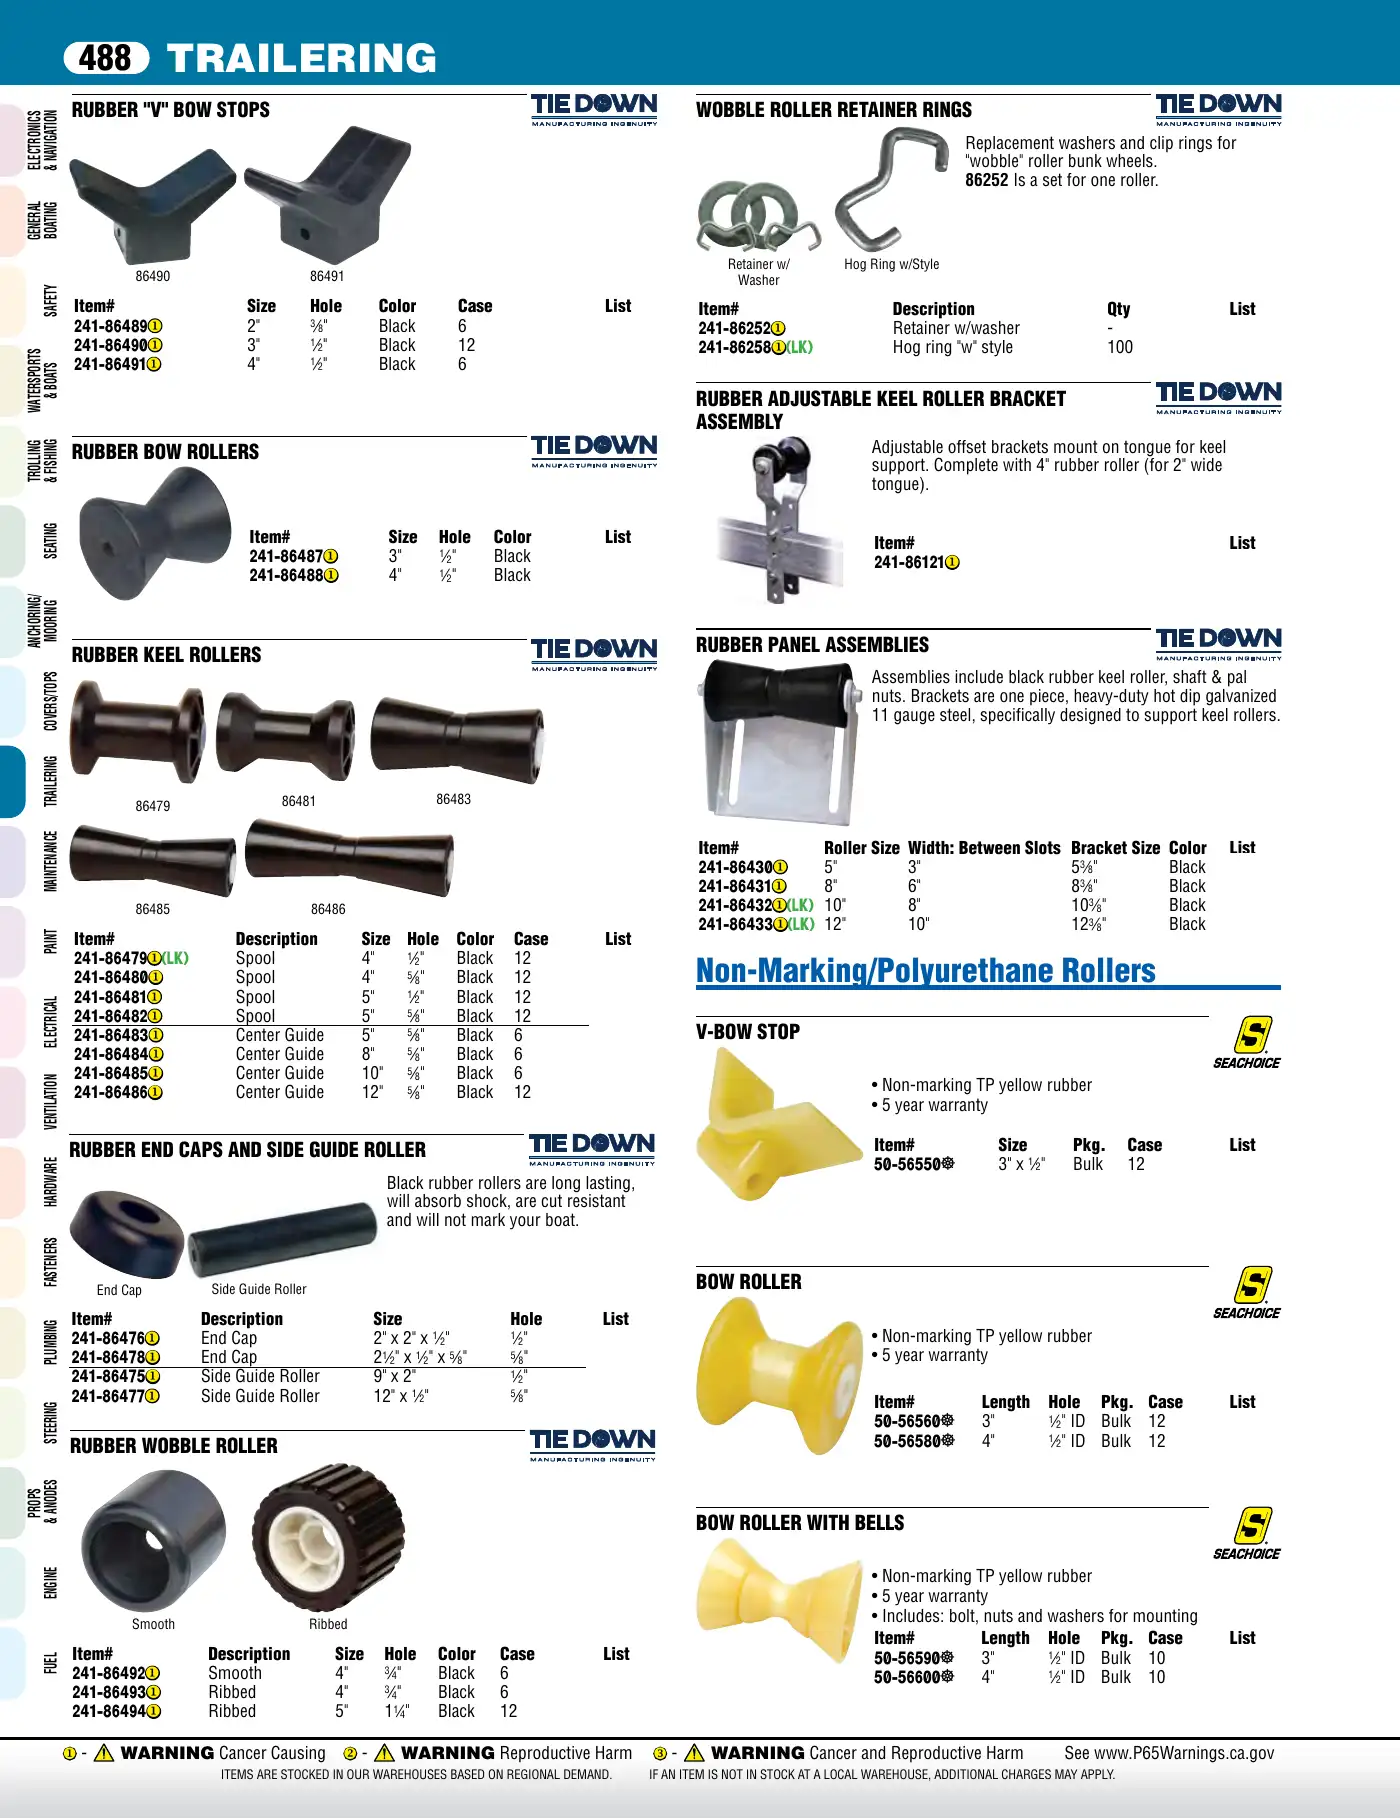 488 TRAILERING
ELECTRONICS
& NAVIGATION
GENERAL
BOATING
SAFETY
WATERSPORTS
& BOATS
TROLLING
& FISHING
SEATING
ANCHORING/
MOORING
COVERS/TOPS
TRAILERING
MAINTENANCE
PAINT
ELECTRICAL
VENTILATION
HARDWARE
FASTENERS
PLUMBING
STEERING
PROPS
& ANODES
ENGINE
FUEL
RUBBER "V" BOW STOPS
TIE DOWN
MANUFACTURING INGENUITY
86490 86491
Item# Size Hole Color Case List
241-86489① 2" ⅜" Black 6
241-86490① 3" ½" Black 12
241-86491① 4" ½" Black 6
RUBBER BOW ROLLERS
TIE DOWN
MANUFACTURING INGENUITY
Item# Size Hole Color List
241-86487① 3" ½" Black
241-86488① 4" ½" Black
RUBBER KEEL ROLLERS
TIE DOWN
MANUFACTURING INGENUITY
86479 86481 86483
86485 86486
Item# Description Size Hole Color Case List
241-86479①(LK) Spool 4" ½" Black 12
241-86480① Spool 4" ⅝" Black 12
241-86481① Spool 5" ½" Black 12
241-86482① Spool 5" ⅝" Black 12
241-86483① Center Guide 5" ⅝" Black 6
241-86484① Center Guide 8" ⅝" Black 6
241-86485① Center Guide 10" ⅝" Black 6
241-86486① Center Guide 12" ⅝" Black 12
RUBBER END CAPS AND SIDE GUIDE ROLLER
TIE DOWN
MANUFACTURING INGENUITY
Black rubber rollers are long lasting,
will absorb shock, are cut resistant
and will not mark your boat.
End Cap Side Guide Roller
Item# Description Size Hole List
241-86476① End Cap 2" x 2" x ½" ½"
241-86478① End Cap 2½" x ½" x ⅝" ⅝"
241-86475① Side Guide Roller 9" x 2" ½"
241-86477① Side Guide Roller 12" x ½" ⅝"
RUBBER WOBBLE ROLLER
TIE DOWN
MANUFACTURING INGENUITY
Smooth Ribbed
Item# Description Size Hole Color Case List
241-86492① Smooth 4" ¾" Black 6
241-86493① Ribbed 4" ¾" Black 6
241-86494① Ribbed 5" 1¼" Black 12
WOBBLE ROLLER RETAINER RINGS
TIE DOWN
MANUFACTURING INGENUITY
Replacement washers and clip rings for
"wobble" roller bunk wheels.
86252 Is a set for one roller.
Retainer w/
Washer
Hog Ring w/Style
Item# Description Qty List
241-86252① Retainer w/washer -
241-86258①(LK) Hog ring "w" style 100
RUBBER ADJUSTABLE KEEL ROLLER BRACKET
ASSEMBLY
TIE DOWN
MANUFACTURING INGENUITY
Adjustable offset brackets mount on tongue for keel
support. Complete with 4" rubber roller (for 2" wide
tongue).
Item# List
241-86121①
RUBBER PANEL ASSEMBLIES
TIE DOWN
MANUFACTURING INGENUITY
Assemblies include black rubber keel roller, shaft & pal
nuts. Brackets are one piece, heavy-duty hot dip galvanized
11 gauge steel, specifically designed to support keel rollers.
Item# Roller Size Width: Between Slots Bracket Size Color List
241-86430① 5" 3" 5⅜" Black
241-86431① 8" 6" 8⅜" Black
241-86432①(LK) 10" 8" 10⅜" Black
241-86433①(LK) 12" 10" 12⅜" Black
Non-Marking/Polyurethane Rollers
V-BOW STOP
S SEACHOICE
• Non-marking TP yellow rubber
• 5 year warranty
Item# Size Pkg. Case List
50-56550☸ 3" x ½" Bulk 12
BOW ROLLER
S SEACHOICE
• Non-marking TP yellow rubber
• 5 year warranty
Item# Length Hole Pkg. Case List
50-56560☸ 3" ½" ID Bulk 12
50-56580☸ 4" ½" ID Bulk 12
BOW ROLLER WITH BELLS
S SEACHOICE
• Non-marking TP yellow rubber
• 5 year warranty
• Includes: bolt, nuts and washers for mounting
Item# Length Hole Pkg. Case List
50-56590☸ 3" ½" ID Bulk 10
50-56600☸ 4" ½" ID Bulk 10
① - ⚠ WARNING Cancer Causing ② - ⚠ WARNING Reproductive Harm ③ - ⚠ WARNING Cancer and Reproductive Harm See www.P65Warnings.ca.gov
ITEMS ARE STOCKED IN OUR WAREHOUSES BASED ON REGIONAL DEMAND. IF AN ITEM IS NOT IN STOCK AT A LOCAL WAREHOUSE, ADDITIONAL CHARGES MAY APPLY.